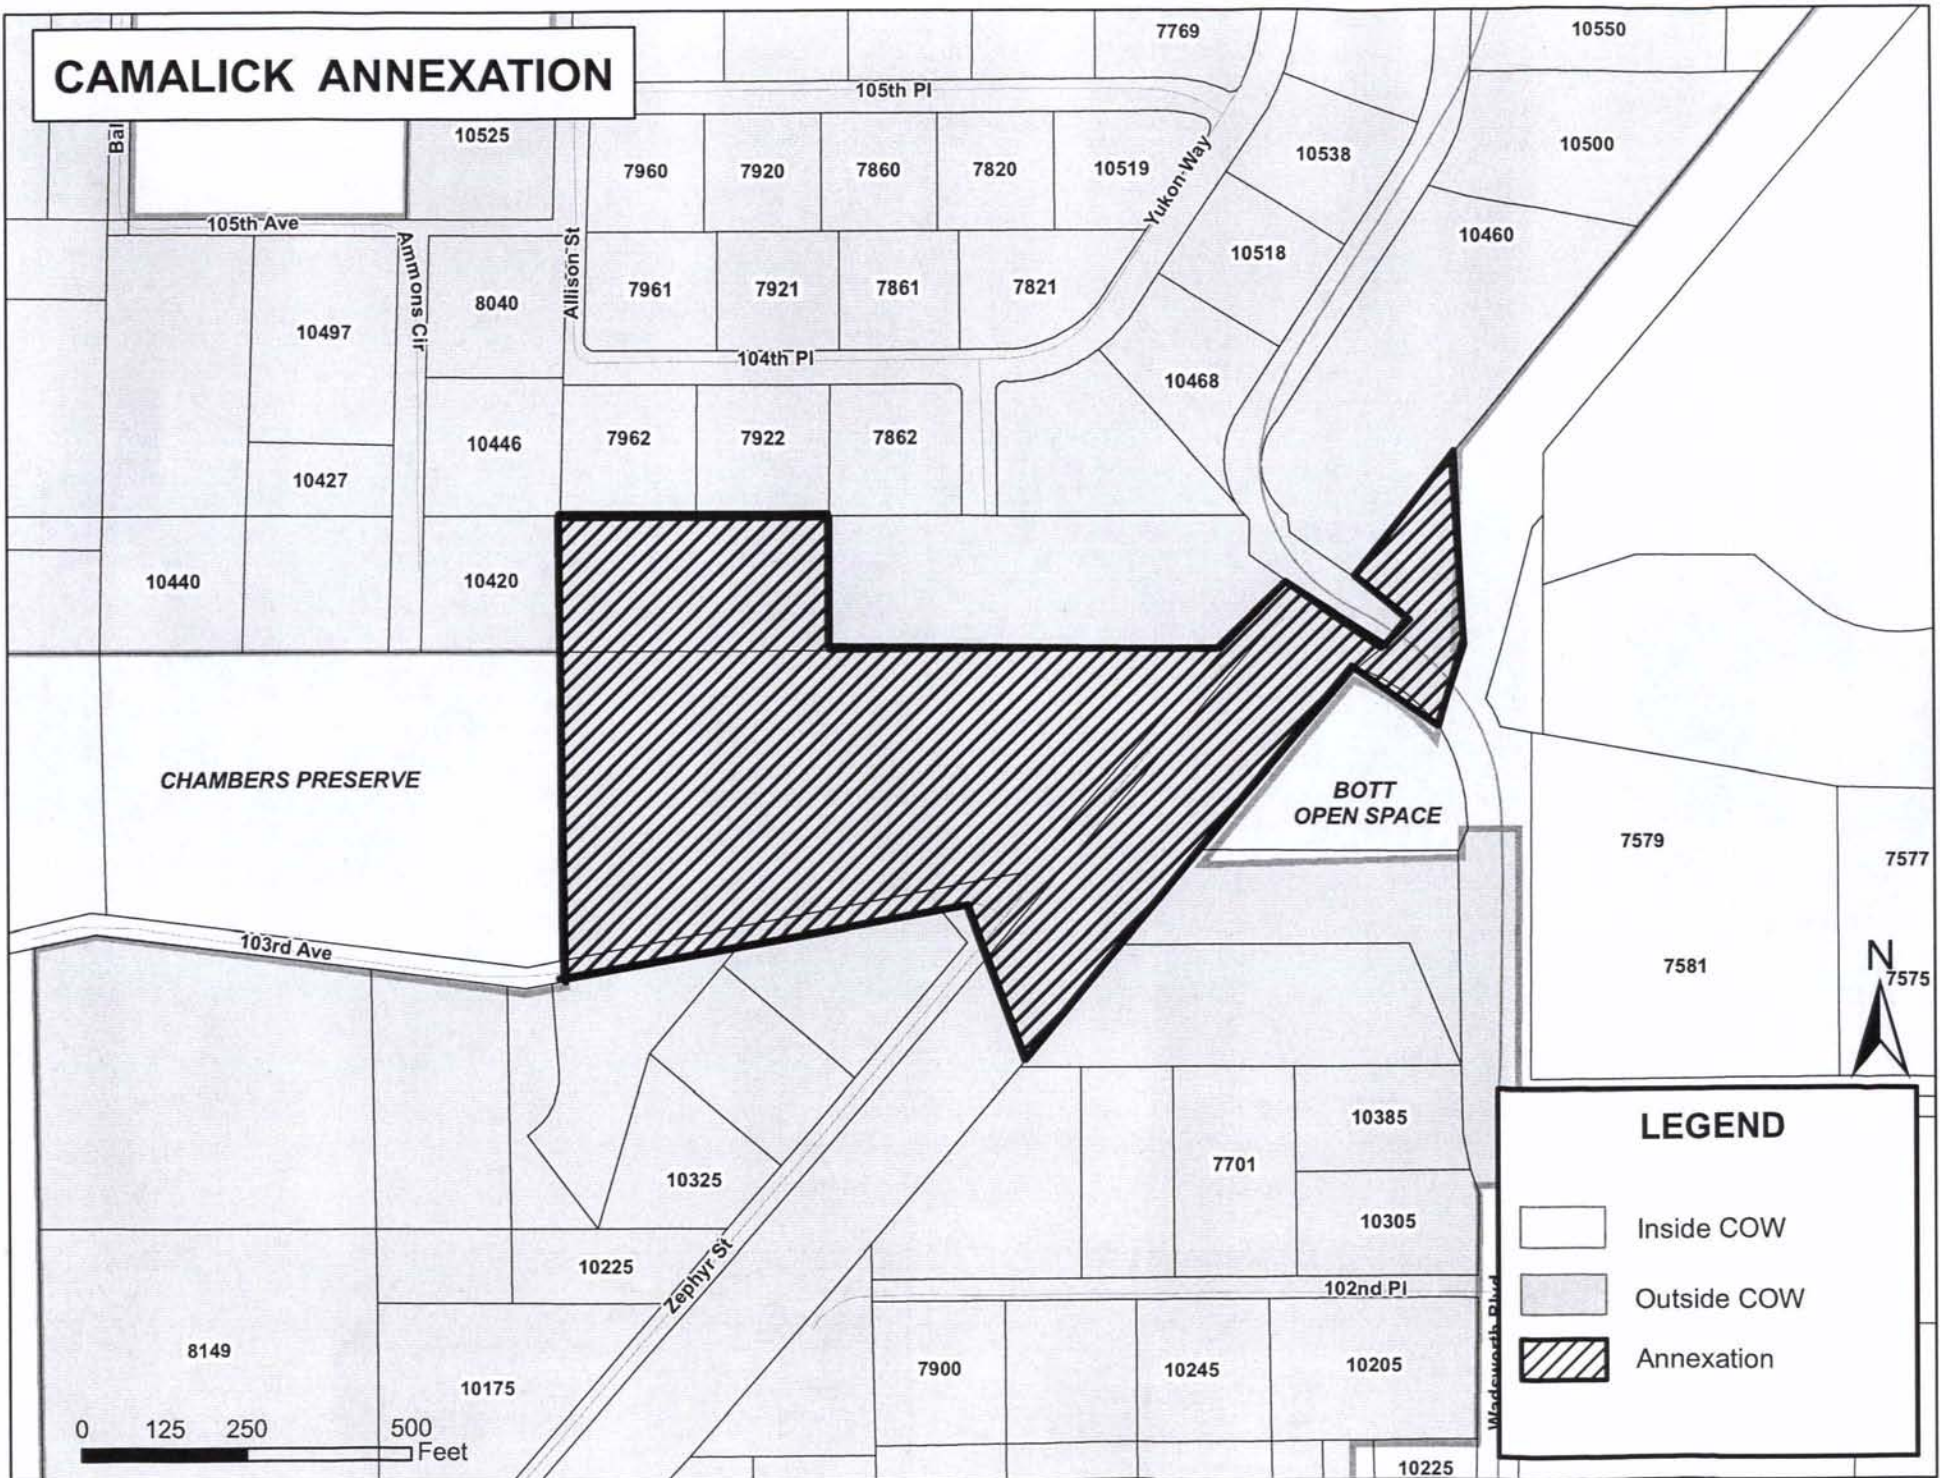 CAMALICK ANNEXATION
7769
10550
105th Pl
Bal
10525
7960
7920
7860
7820
10519
Yukon Way
10538
10500
105th Ave
Ammons Cir
Allison St
10518
10460
8040
7961
7921
7861
7821
10497
104th Pl
10468
10446
7962
7922
7862
10427
10440
10420
CHAMBERS PRESERVE
BOTT
OPEN SPACE
7579
7577
103rd Ave
7581
N
7575
10385
7701
10325
10305
10225
Zephyr St
102nd Pl
Wadsworth Blvd
8149
10175
7900
10245
10205
10225
0 125 250 500
Feet
LEGEND
Inside COW
Outside COW
Annexation